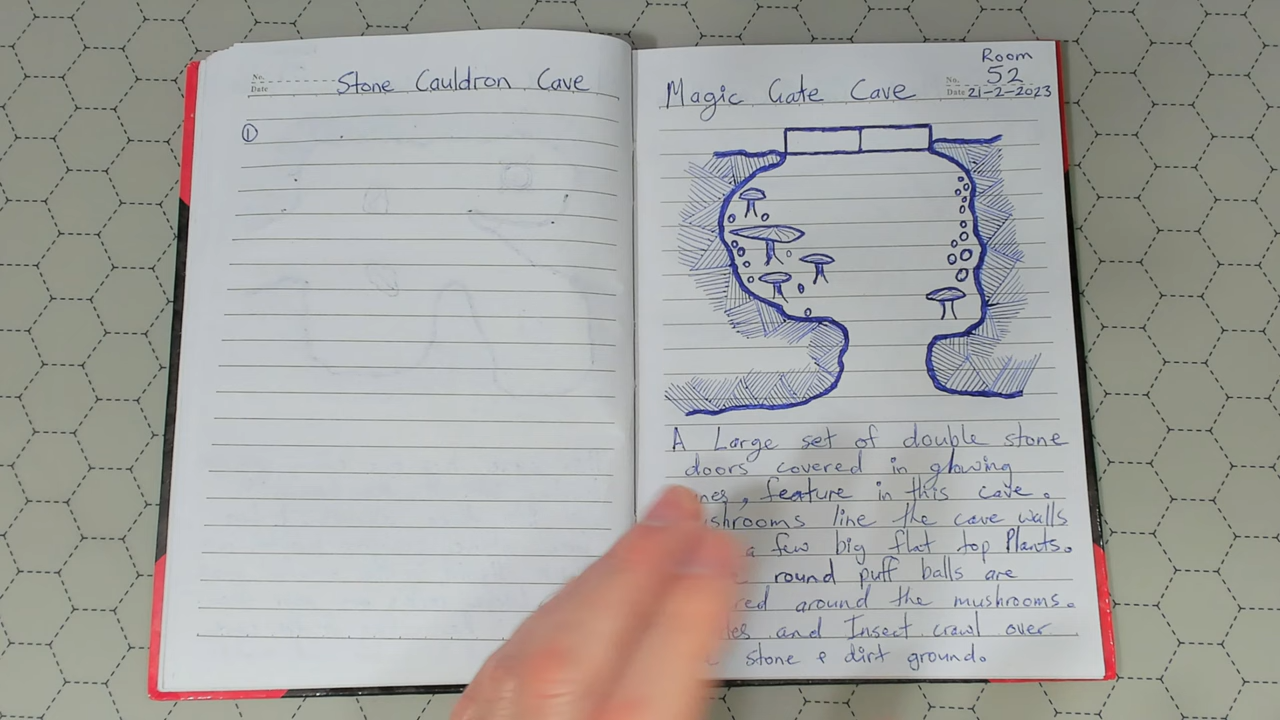 No.
Date
Stone Cauldron Cave
①
Room
No. 52
Date 21-2-2023
Magic Gate Cave
A Large set of double stone
doors covered in glowing
, feature in this cave.
line the cave walls
a few big flat top Plants.
round puff balls are
around the mushrooms.
and Insect crawl over
stone & dirt ground.